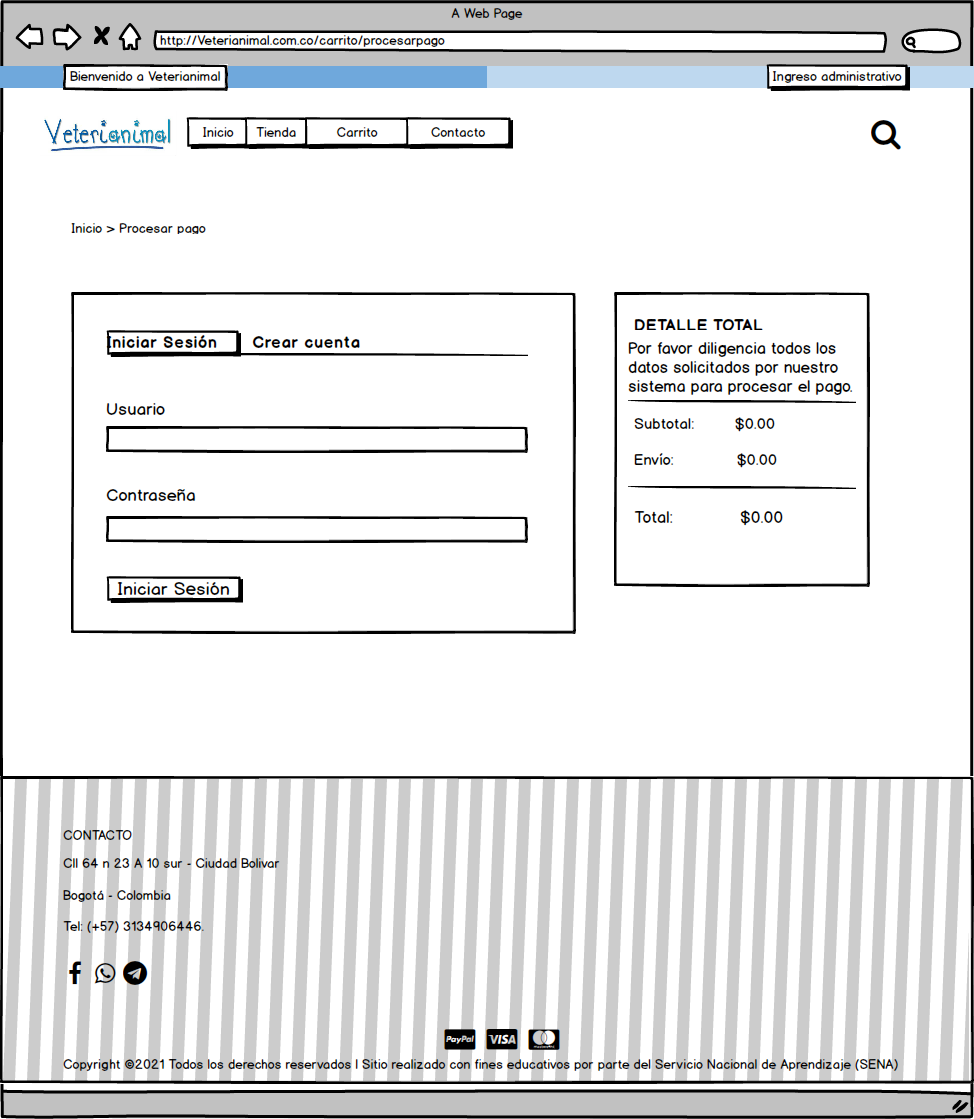 A Web Page
http://Veterianimal.com.co/carrito/procesarpago
Bienvenido a Veterianimal
Ingreso administrativo
Veterianimal
Inicio
Tienda
Carrito
Contacto
Inicio > Procesar pago
Iniciar Sesión
Crear cuenta
Usuario
Contraseña
Iniciar Sesión
DETALLE TOTAL
Por favor diligencia todos los
datos solicitados por nuestro
sistema para procesar el pago.
Subtotal: $0.00
Envío: $0.00
Total: $0.00
CONTACTO
Cll 64 n 23 A 10 sur - Ciudad Bolivar
Bogotá - Colombia
Tel: (+57) 3134906446.
PayPal
VISA
mastercard
Copyright ©2021 Todos los derechos reservados | Sitio realizado con fines educativos por parte del Servicio Nacional de Aprendizaje (SENA)